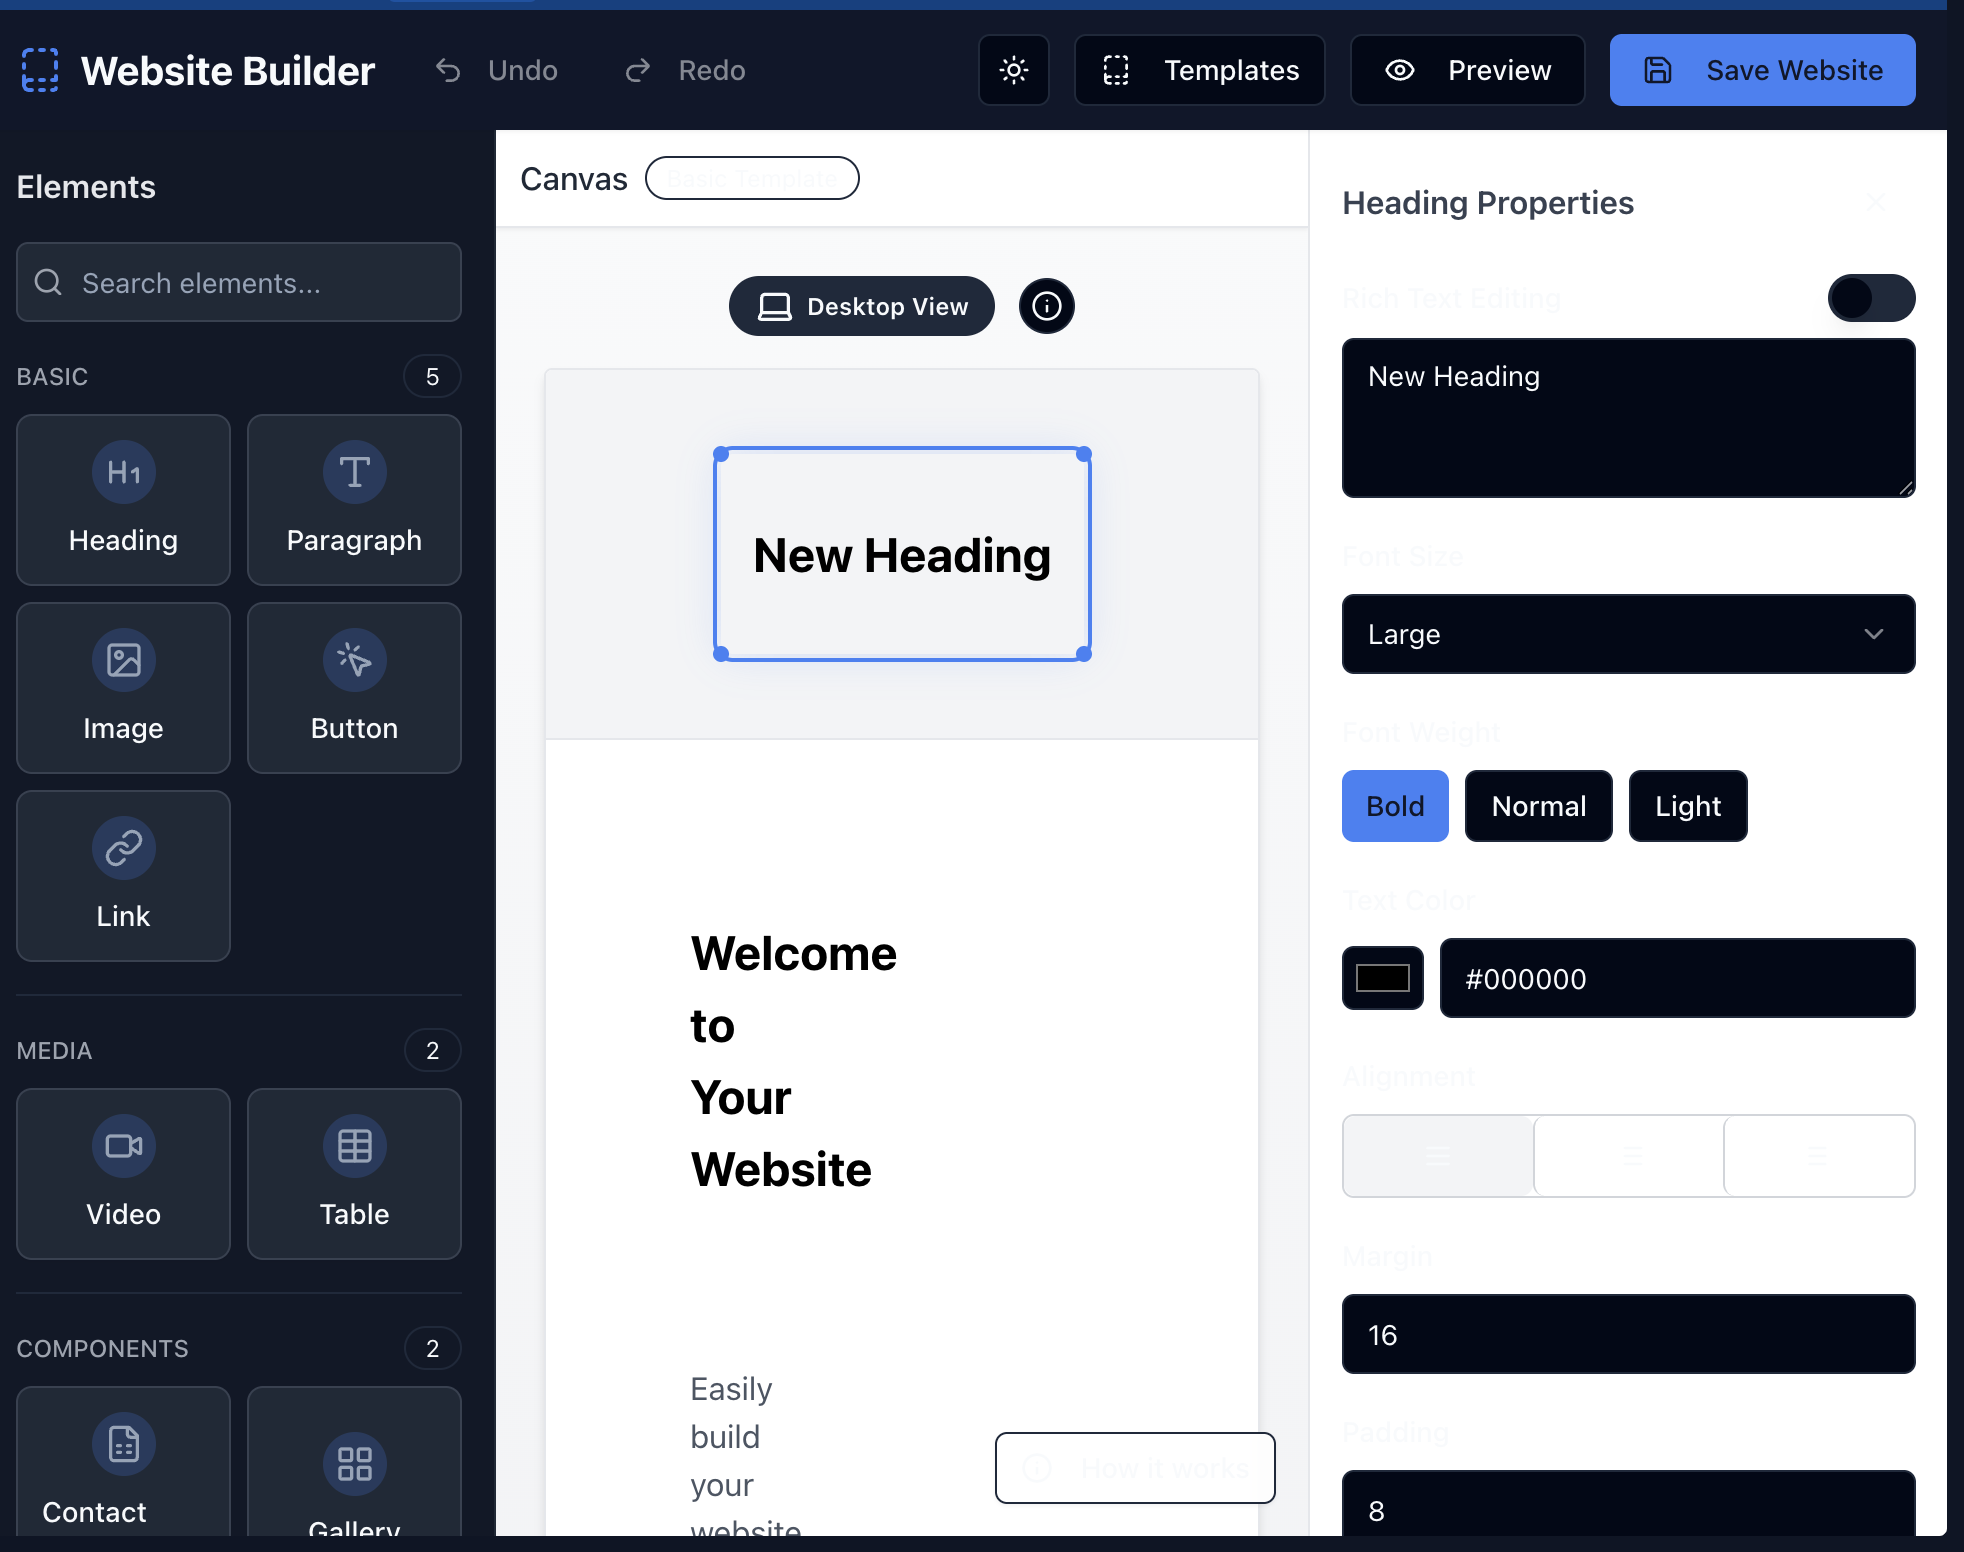 Website Builder
Undo
Redo
Templates
Preview
Save Website
Elements
Search elements...
BASIC
5
H1
Heading
Paragraph
Image
Button
Link
MEDIA
2
Video
Table
COMPONENTS
2
Contact
Gallery
Canvas
Basic Template
Desktop View
New Heading
Welcome
to
Your
Website
Easily
build
your
website
How it works
Heading Properties
Rich Text Editing
New Heading
Font Size
Large
Font Weight
Bold
Normal
Light
Text Color
#000000
Alignment
Margin
16
Padding
8